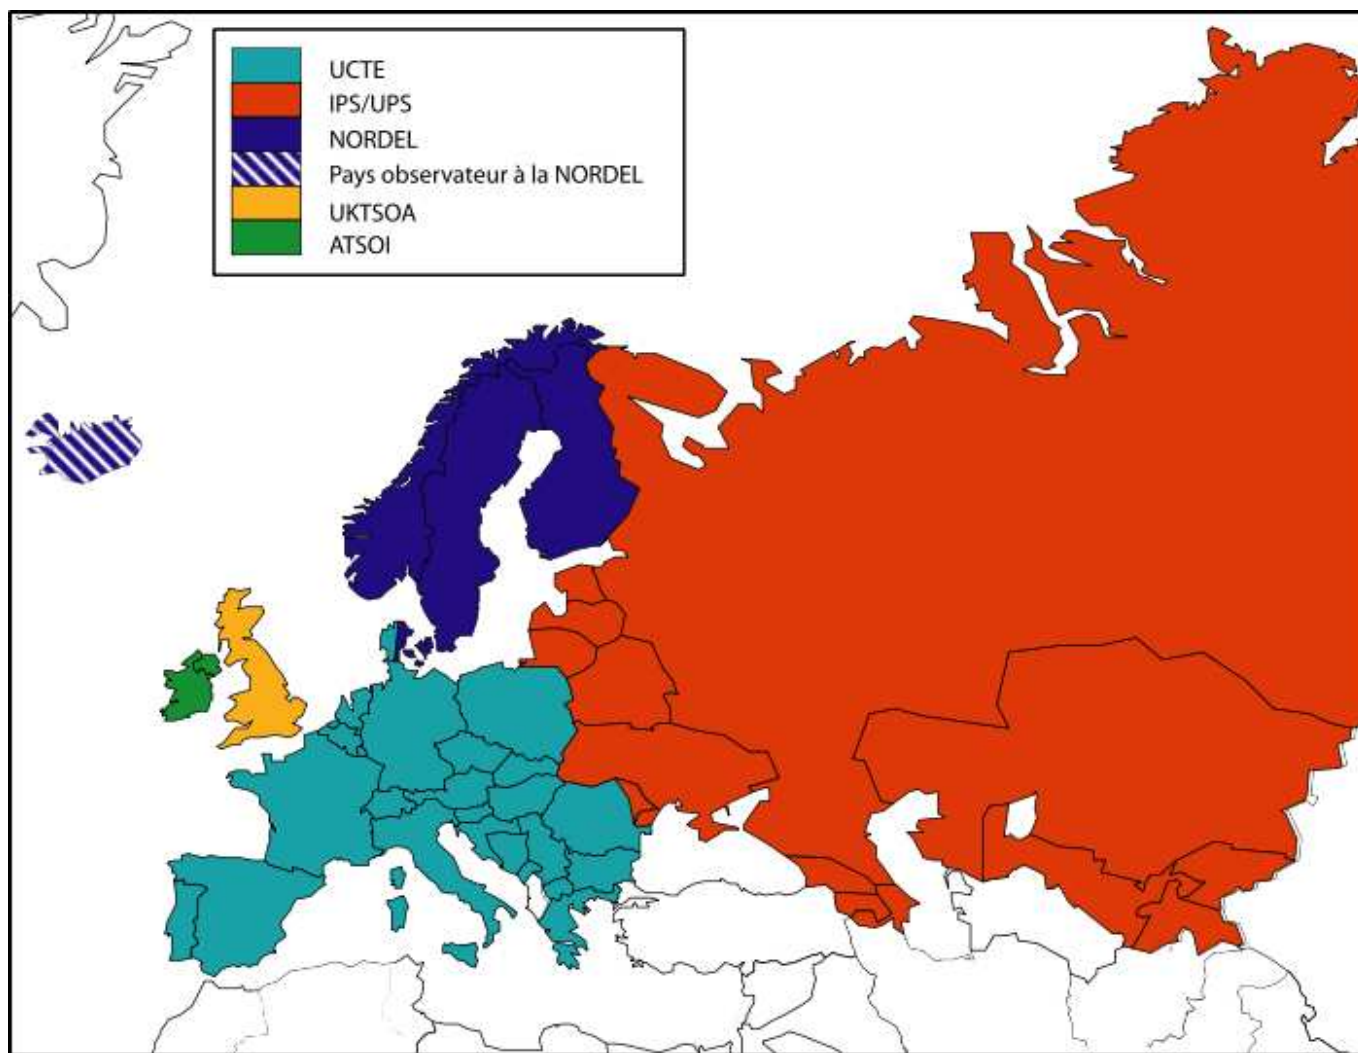 UCTE
IPS/UPS
NORDEL
Pays observateur à la NORDEL
UKTSOA
ATSOI